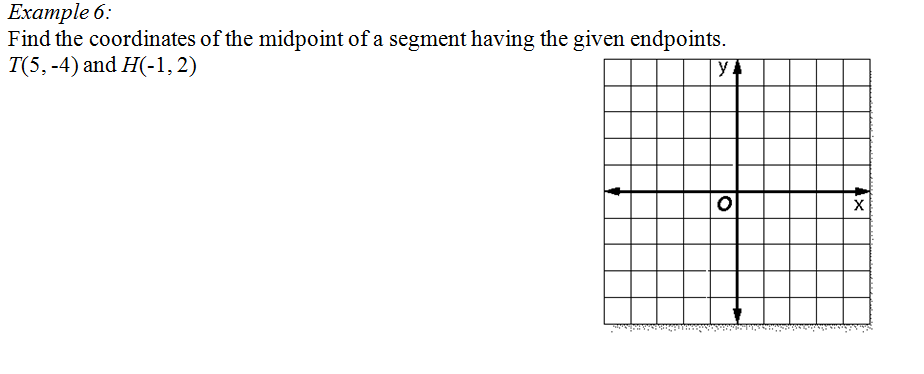 Example 6:
Find the coordinates of the midpoint of a segment having the given endpoints.
T(5, -4) and H(-1, 2)
y
O
x